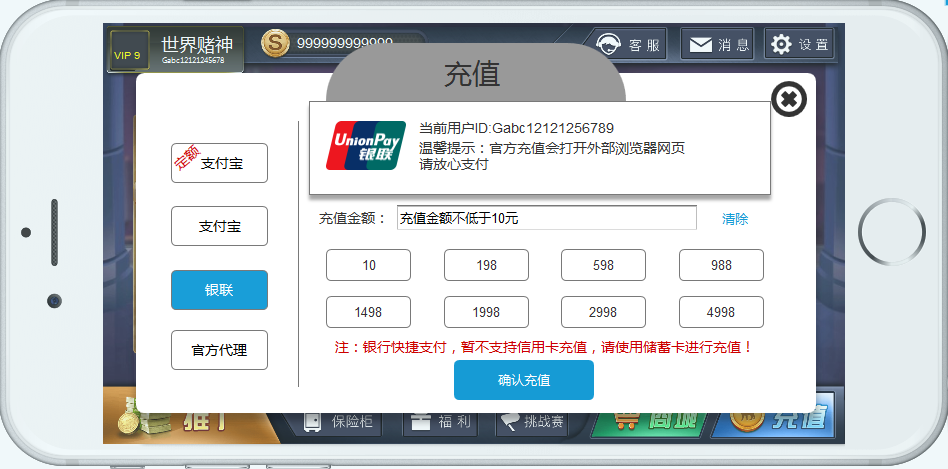 VIP 9
世界赌神
Gabc12121245678
999999999999
客服
消息
设置
充值
UnionPay
银联
当前用户ID:Gabc12121256789
温馨提示：官方充值会打开外部浏览器网页
请放心支付
定额
支付宝
支付宝
银联
官方代理
充值金额：
充值金额不低于10元
清除
10
198
598
988
1498
1998
2998
4998
注：银行快捷支付，暂不支持信用卡充值，请使用储蓄卡进行充值！
确认充值
推广
保险柜
福利
挑战赛
商城
充值